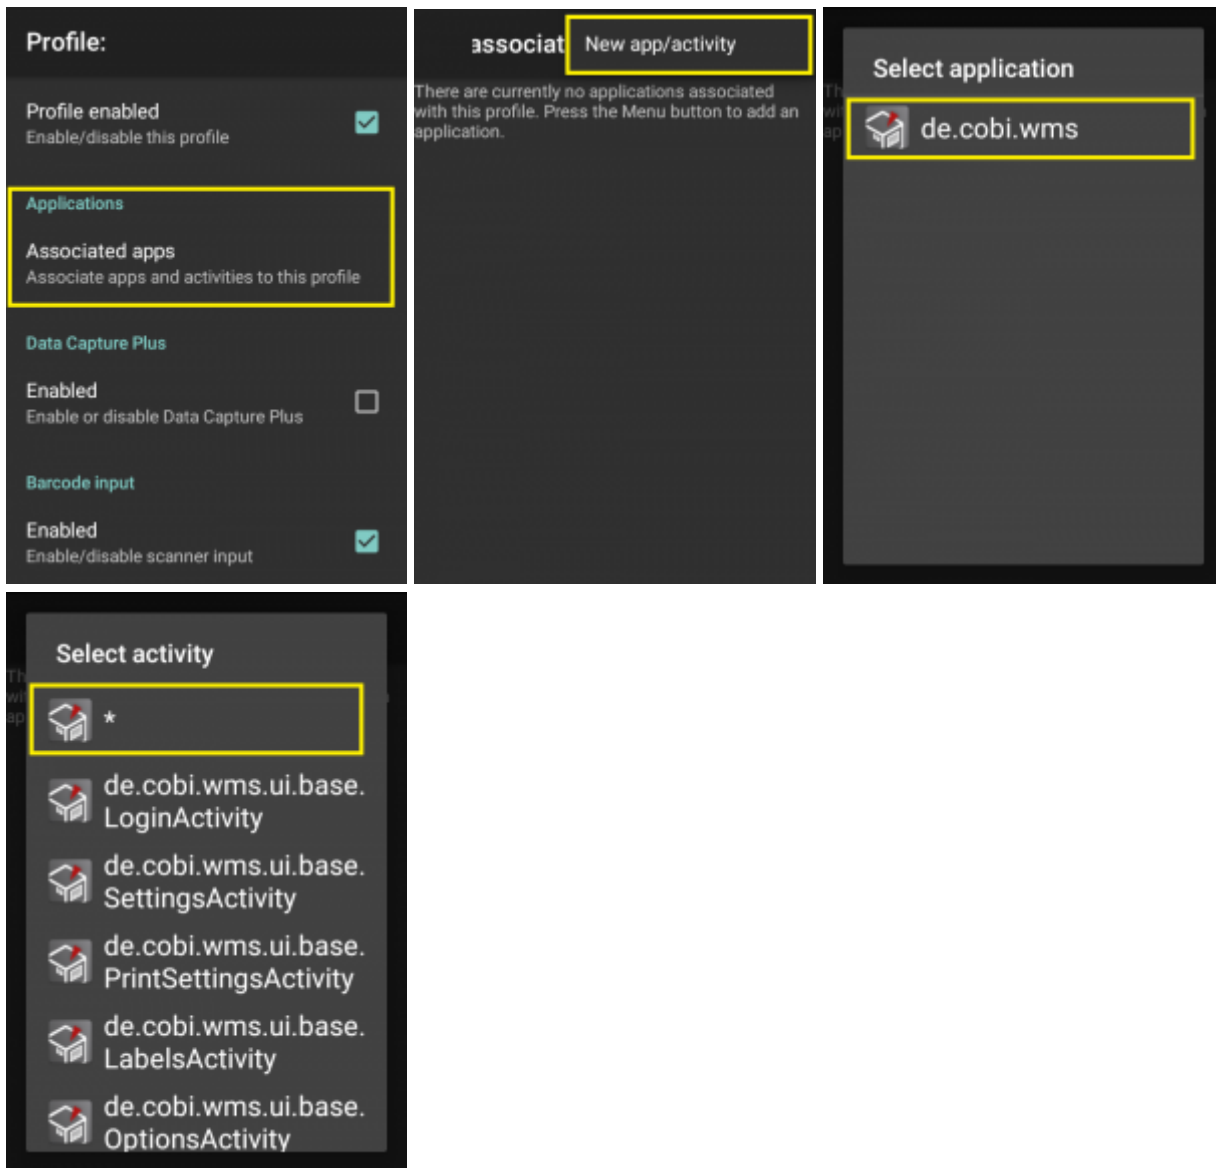 Profile:
Profile enabled
Enable/disable this profile
Applications
Associated apps
Associate apps and activities to this profile
Data Capture Plus
Enabled
Enable or disable Data Capture Plus
Barcode input
Enabled
Enable/disable scanner input
associat
New app/activity
There are currently no applications associated
with this profile. Press the Menu button to add an
application.
Select application
de.cobi.wms
Th
wi
ap
Select activity
*
de.cobi.wms.ui.base.
LoginActivity
de.cobi.wms.ui.base.
SettingsActivity
de.cobi.wms.ui.base.
PrintSettingsActivity
de.cobi.wms.ui.base.
LabelsActivity
de.cobi.wms.ui.base.
OptionsActivity